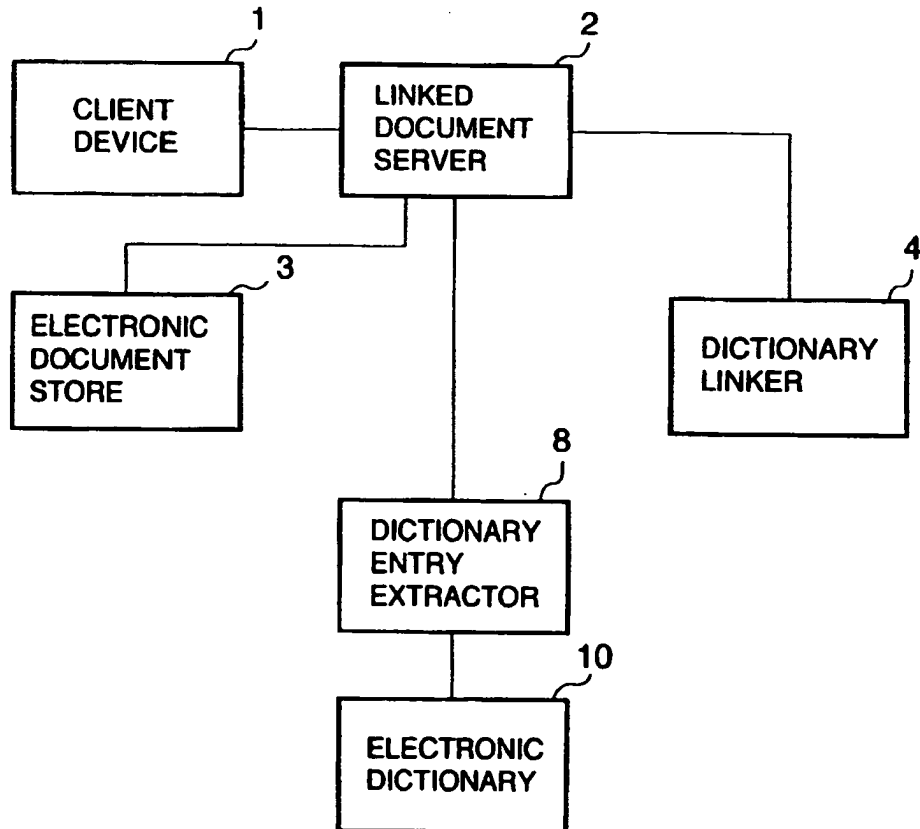 1
CLIENT
DEVICE
2
LINKED
DOCUMENT
SERVER
3
ELECTRONIC
DOCUMENT
STORE
4
DICTIONARY
LINKER
8
DICTIONARY
ENTRY
EXTRACTOR
10
ELECTRONIC
DICTIONARY